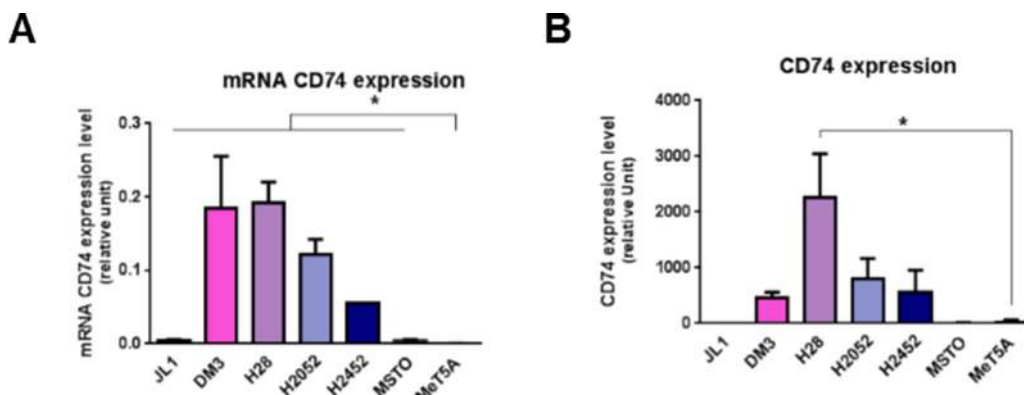 A
mRNA CD74 expression
*
mRNA CD74 expression level
(relative unit)
0.3
0.2
0.1
0.0
JL1
DM3
H28
H2052
H2452
MSTO
MeT5A
B
CD74 expression
*
CD74 expression level
(relative Unit)
4000
3000
2000
1000
0
JL1
DM3
H28
H2052
H2452
MSTO
MeT5A